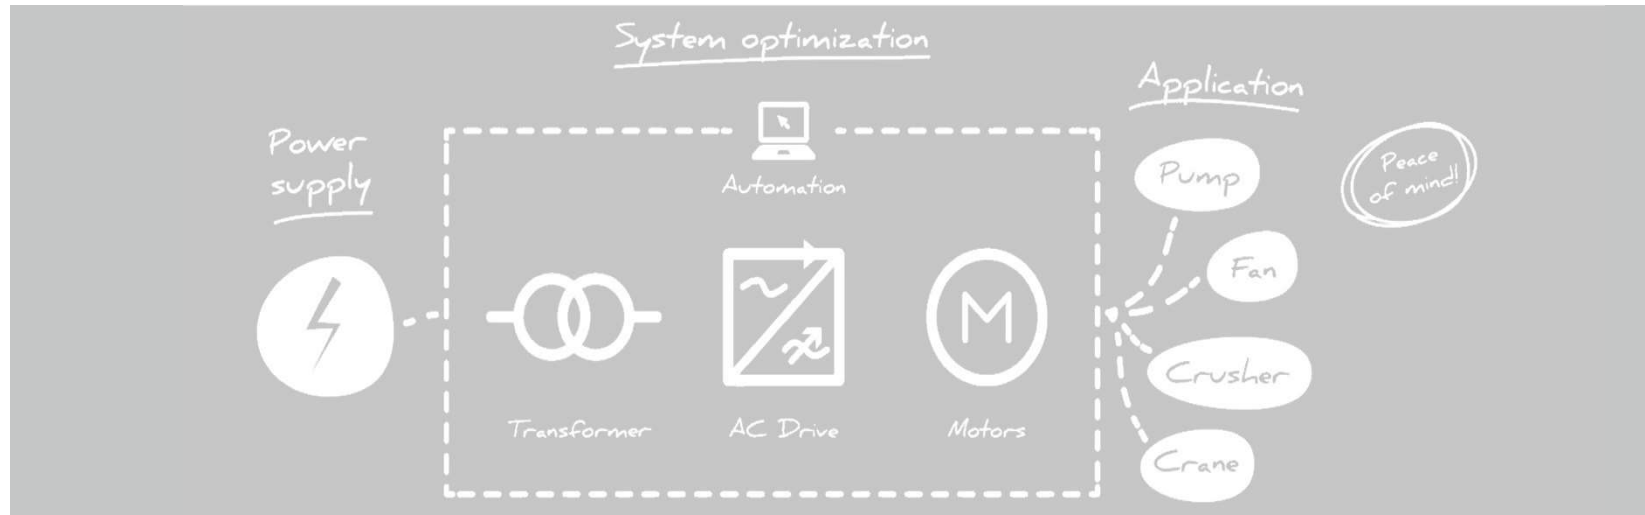 System optimization
Application
Power
supply
Automation
Pump
Peace
of mind!
Fan
M
Crusher
Transformer
AC Drive
Motors
Crane